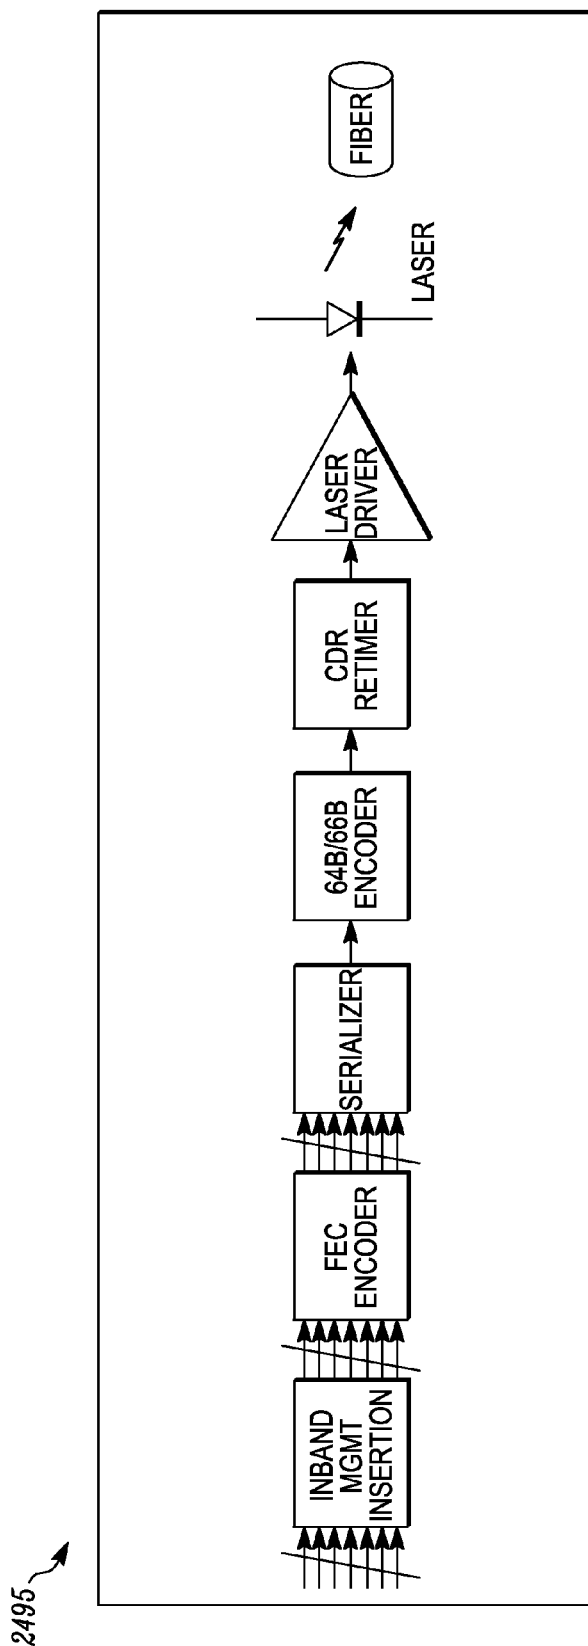 2495
INBAND
MGMT
INSERTION
FEC
ENCODER
SERIALIZER
64B/66B
ENCODER
CDR
RETIMER
LASER
DRIVER
LASER
FIBER